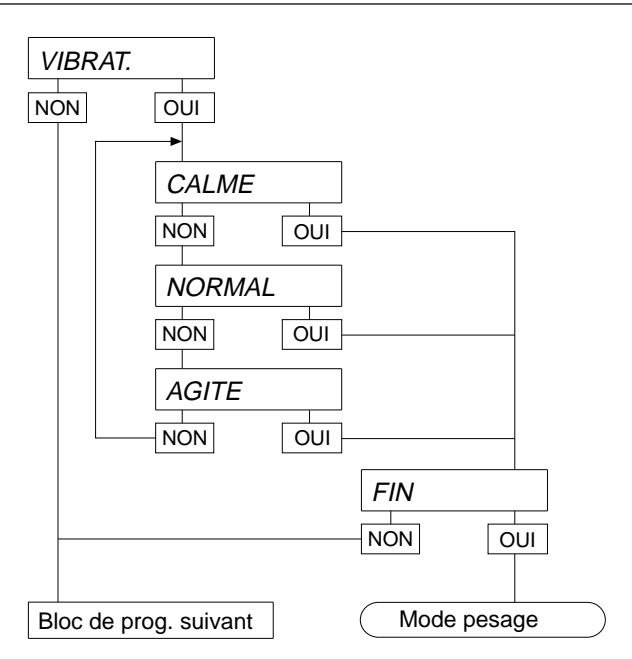 VIBRAT.
NON OUI
CALME
NON OUI
NORMAL
NON OUI
AGITE
NON OUI
FIN
NON OUI
Bloc de prog. suivant Mode pesage